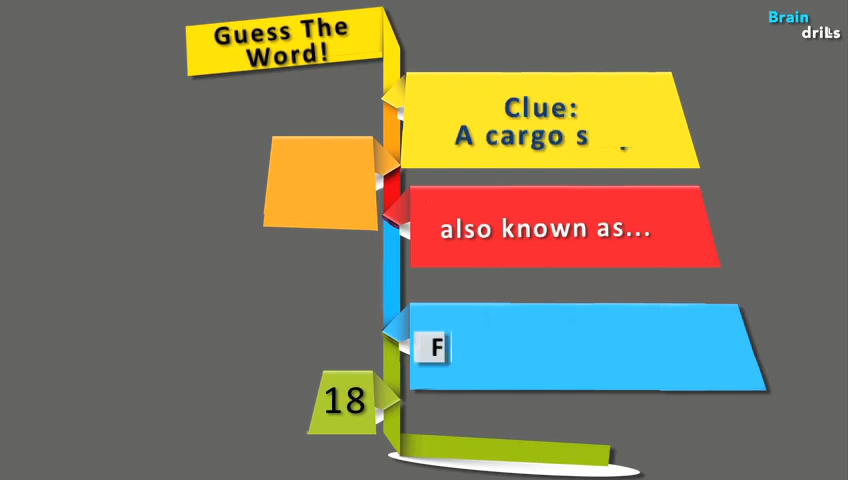 Brain
drills
Guess The
Word!
Clue:
A cargo s
also known as...
F
18